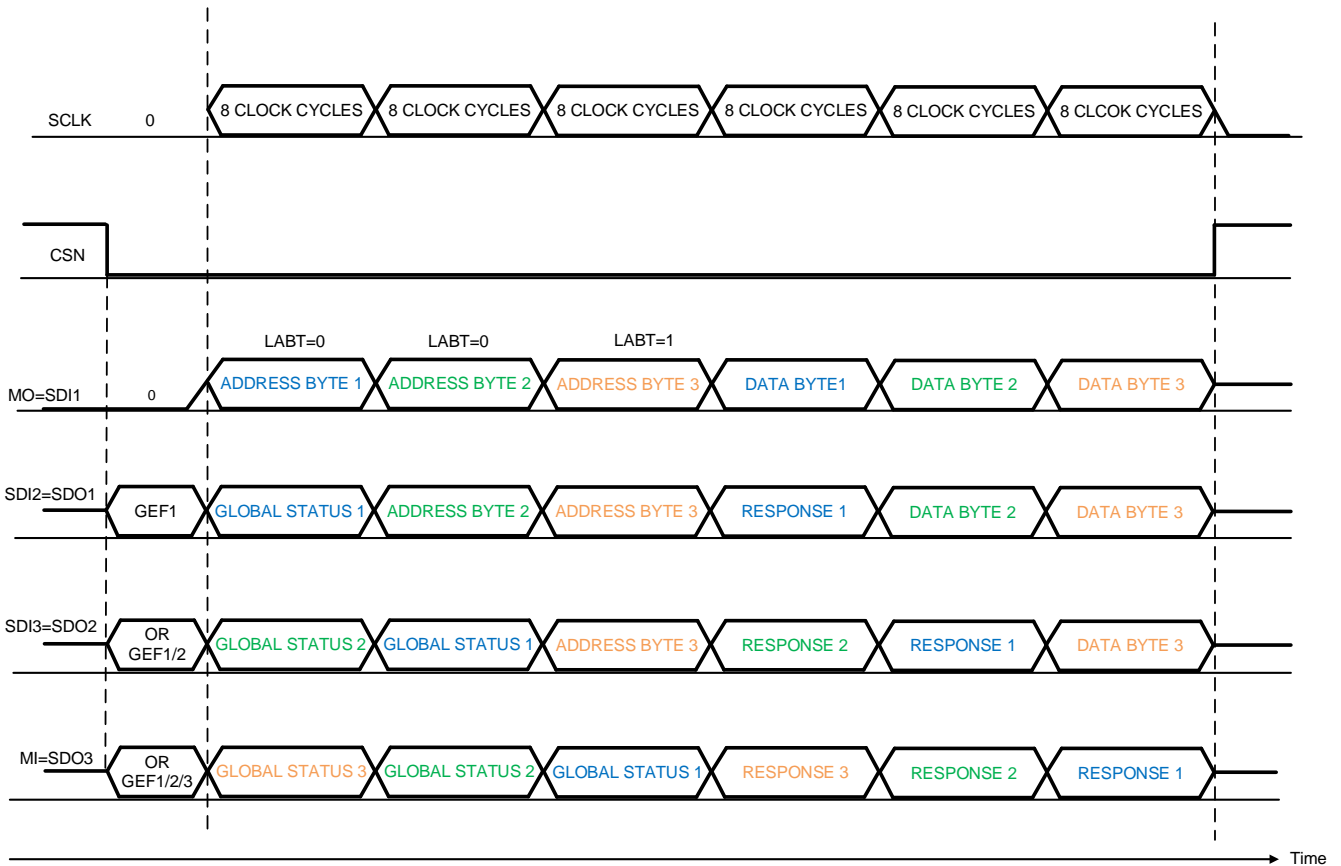 SCLK 0 8 CLOCK CYCLES 8 CLOCK CYCLES 8 CLOCK CYCLES 8 CLOCK CYCLES 8 CLOCK CYCLES 8 CLCOK CYCLES
CSN
LABT=0 LABT=0 LABT=1
MO=SDI1 0 ADDRESS BYTE 1 ADDRESS BYTE 2 ADDRESS BYTE 3 DATA BYTE1 DATA BYTE 2 DATA BYTE 3
SDI2=SDO1 GEF1 GLOBAL STATUS 1 ADDRESS BYTE 2 ADDRESS BYTE 3 RESPONSE 1 DATA BYTE 2 DATA BYTE 3
SDI3=SDO2 OR
GEF1/2 GLOBAL STATUS 2 GLOBAL STATUS 1 ADDRESS BYTE 3 RESPONSE 2 RESPONSE 1 DATA BYTE 3
MI=SDO3 OR
GEF1/2/3 GLOBAL STATUS 3 GLOBAL STATUS 2 GLOBAL STATUS 1 RESPONSE 3 RESPONSE 2 RESPONSE 1
Time